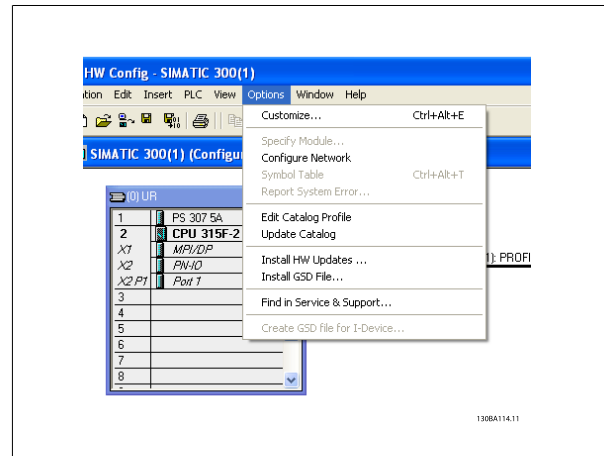 HW Config - SIMATIC 300(1)
Edit Insert PLC View Options Window Help
Customize... Ctrl+Alt+E
Specify Module...
SIMATIC 300(1)
Configure Network
Symbol Table Ctrl+Alt+T
Report System Error...
(0) UR
1 PS 307 5A
Edit Catalog Profile
2 CPU 315F-2
Update Catalog
X1 MPI/DP
X2 PN-IO
Install HW Updates ...
X2 P1 Port 1
Install GSD File...
3
Find in Service & Support...
4
5
Create GSD file for I-Device...
6
7
8
130BA114.11